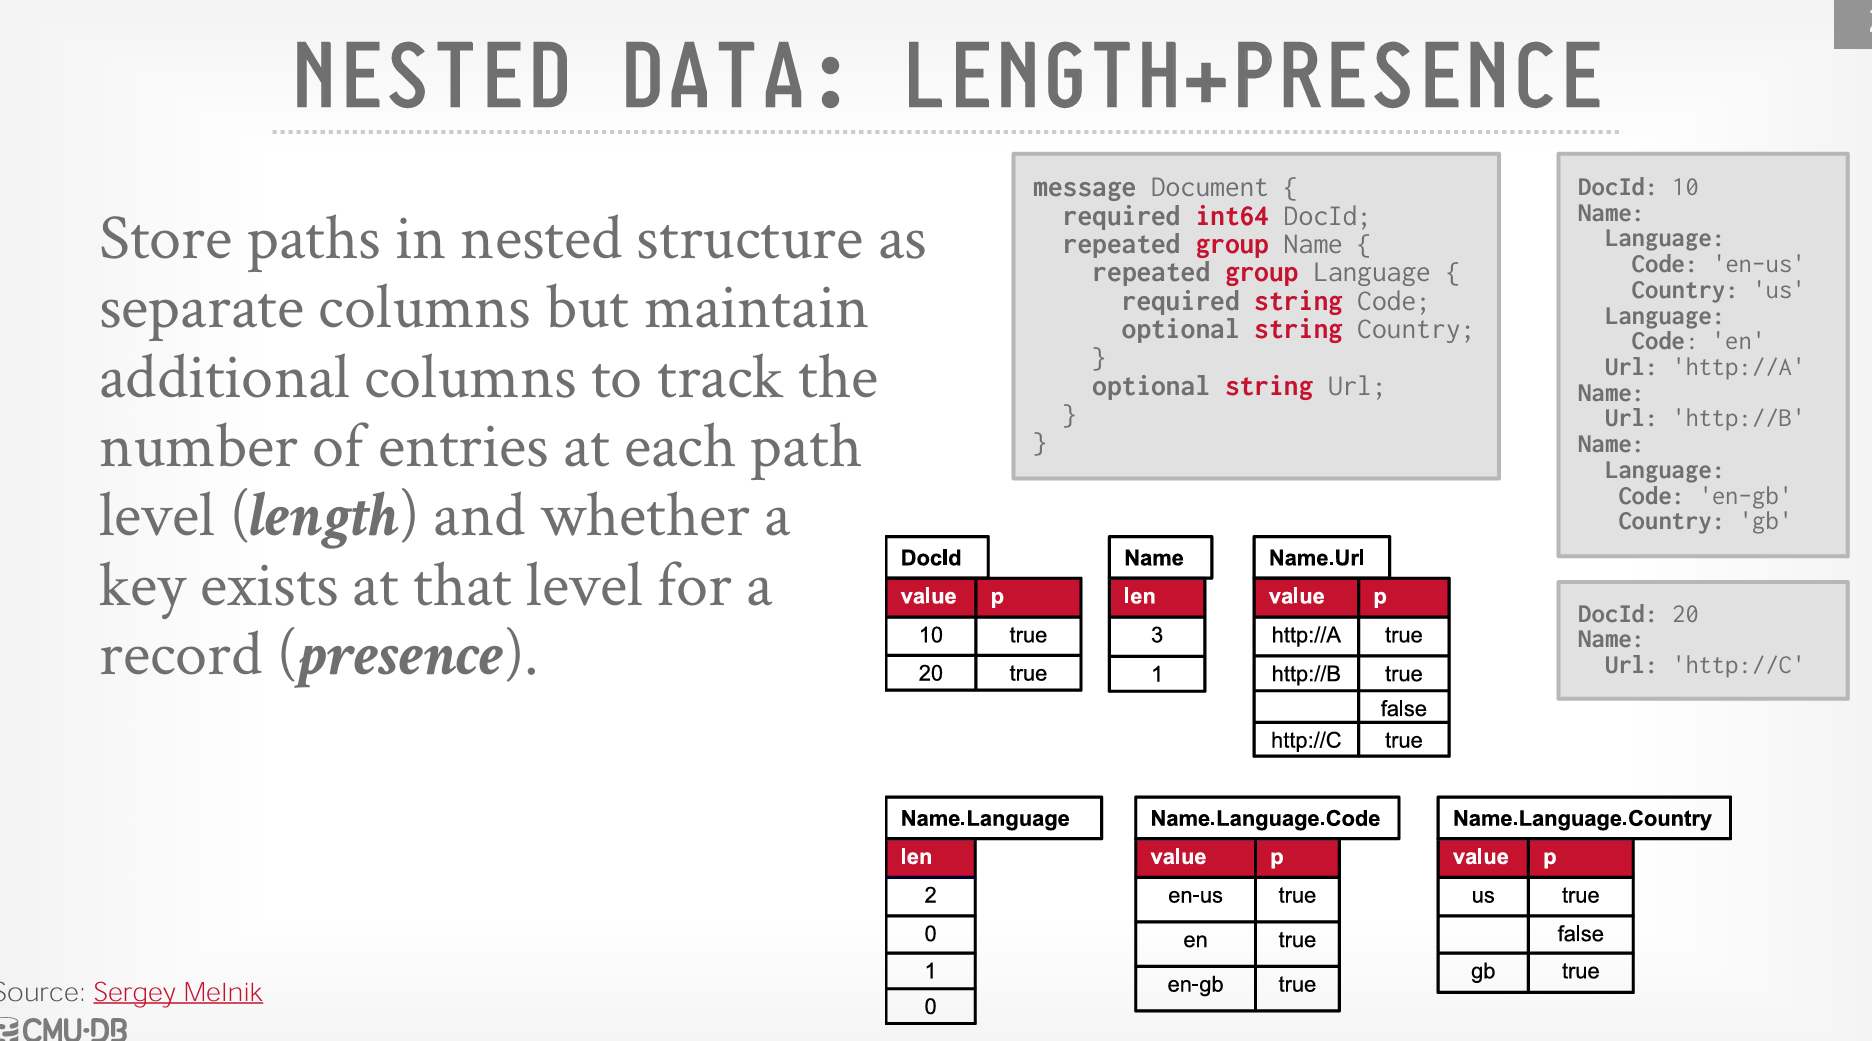 NESTED DATA: LENGTH+PRESENCE
Store paths in nested structure as
separate columns but maintain
additional columns to track the
number of entries at each path
level (length) and whether a
key exists at that level for a
record (presence).
message Document {
required int64 DocId;
repeated group Name {
repeated group Language {
required string Code;
optional string Country;
}
optional string Url;
}
}
DocId: 10
Name:
Language:
Code: 'en-us'
Country: 'us'
Language:
Code: 'en'
Url: 'http://A'
Name:
Url: 'http://B'
Name:
Language:
Code: 'en-gb'
Country: 'gb'
DocId: 20
Name:
Url: 'http://C'
DocId
value p
10 true
20 true
Name
len
3
1
Name.Url
value p
http://A true
http://B true
false
http://C true
Name.Language
len
2
0
1
0
Name.Language.Code
value p
en-us true
en true
en-gb true
Name.Language.Country
value p
us true
false
gb true
Source: Sergey Melnik
CMU·DB